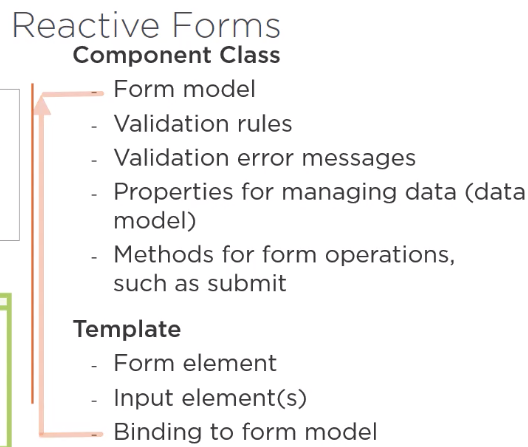 Reactive Forms
Component Class
- Form model
- Validation rules
- Validation error messages
- Properties for managing data (data
model)
- Methods for form operations,
such as submit
Template
- Form element
- Input element(s)
- Binding to form model